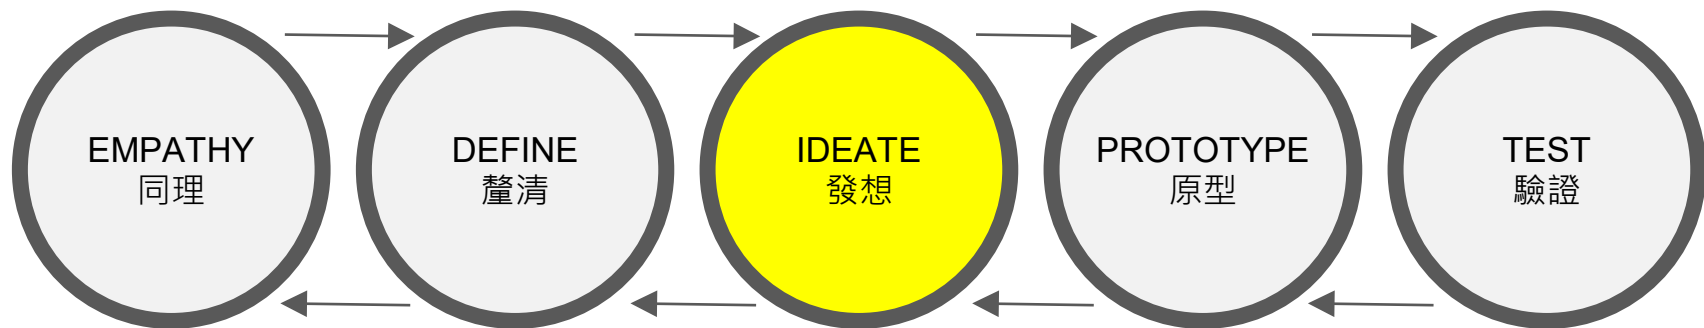 EMPATHY
同理
DEFINE
釐清
IDEATE
發想
PROTOTYPE
原型
TEST
驗證